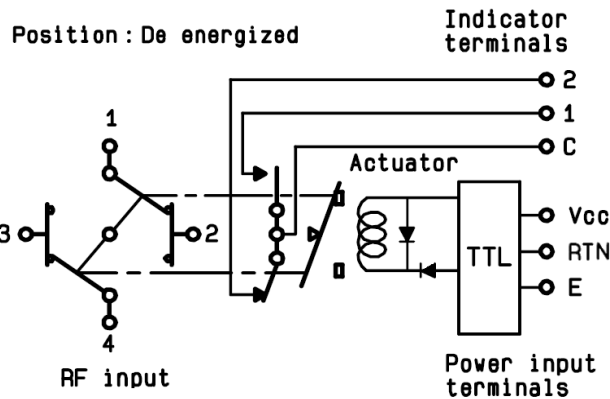 Position : De energized
Indicator
terminals
2
1
C
1
Actuator
3
2
Vcc
TTL
RTN
E
4
RF input
Power input
terminals